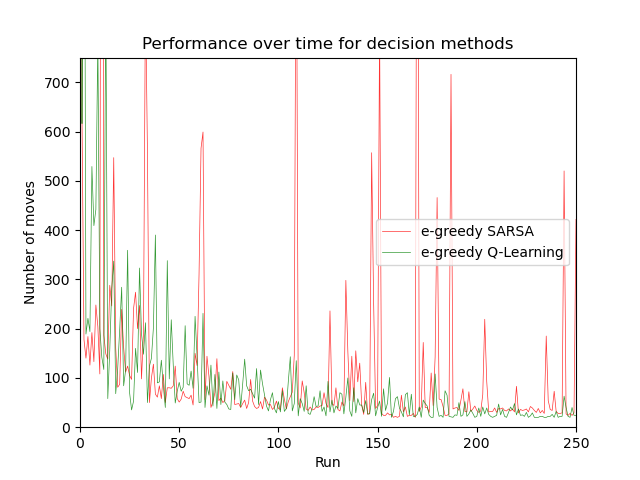 Performance over time for decision methods
Number of moves
700
600
500
400
300
200
100
0
e-greedy SARSA
e-greedy Q-Learning
0 50 100 150 200 250
Run